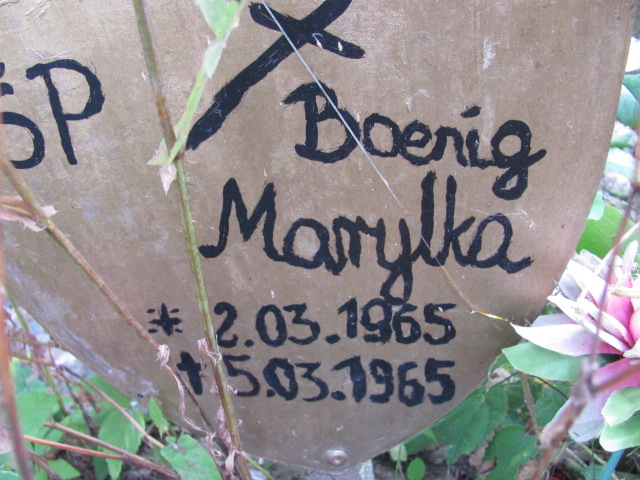 ŚP Boenig
Marylka
* 2.03.1965
† 5.03.1965